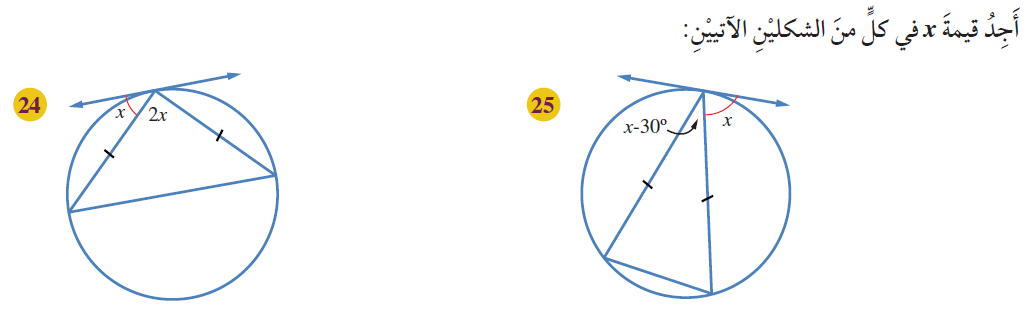 أَجِدُ قيمةَ x في كلٍّ منَ الشكليْنِ الآتييْنِ:
24
x 2x
25
x-30º x